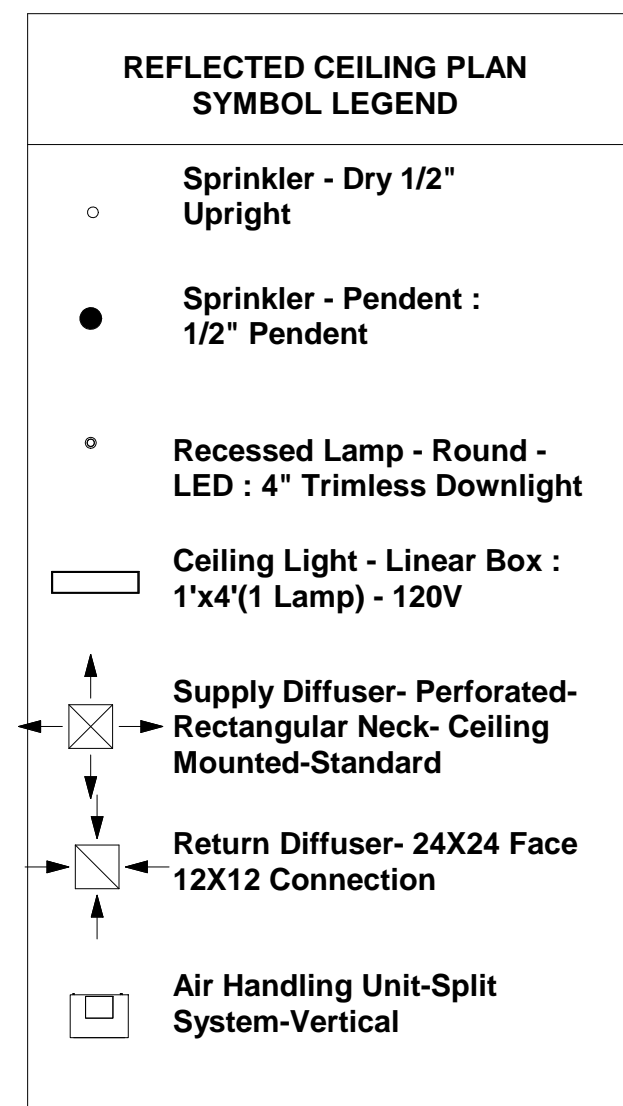 REFLECTED CEILING PLAN
SYMBOL LEGEND
Sprinkler - Dry 1/2"
Upright
Sprinkler - Pendent :
1/2" Pendent
Recessed Lamp - Round -
LED : 4" Trimless Downlight
Ceiling Light - Linear Box :
1'x4'(1 Lamp) - 120V
Supply Diffuser- Perforated-
Rectangular Neck- Ceiling
Mounted-Standard
Return Diffuser- 24X24 Face
12X12 Connection
Air Handling Unit-Split
System-Vertical